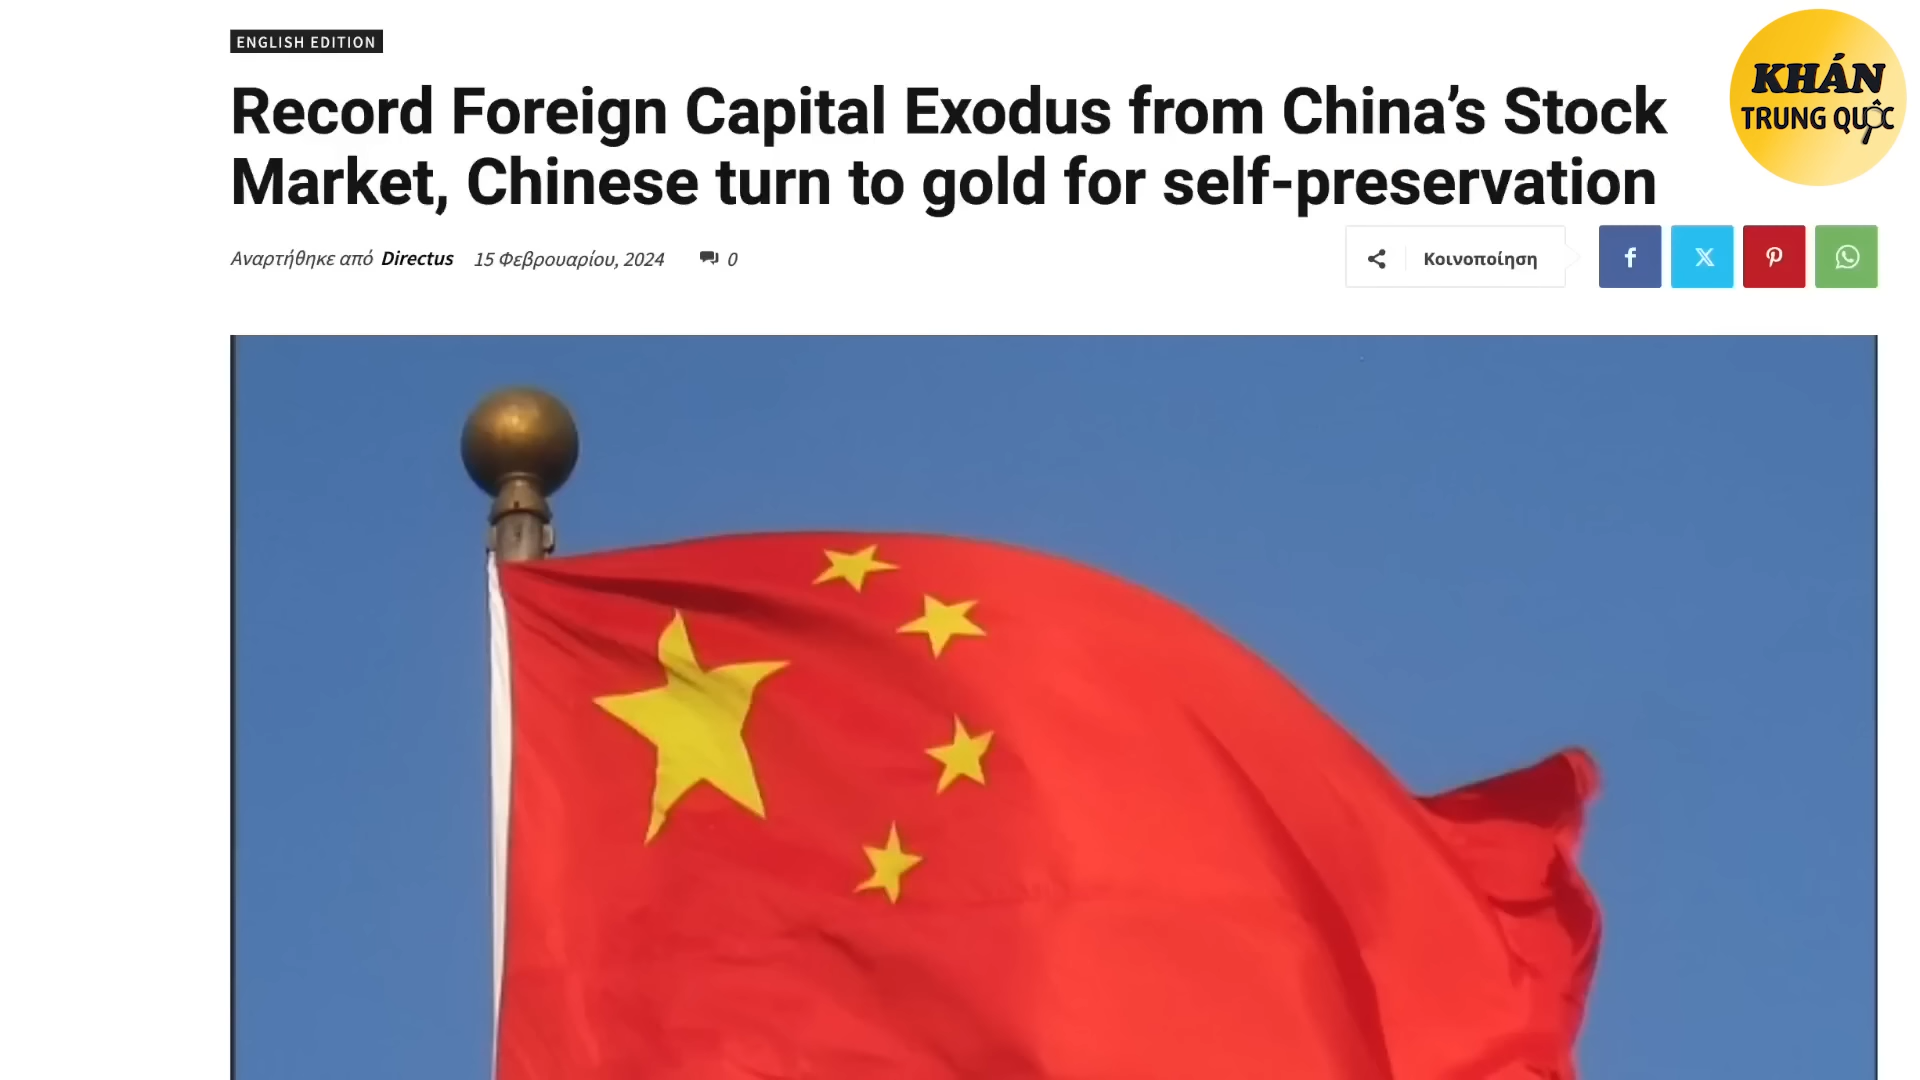 ENGLISH EDITION
Record Foreign Capital Exodus from China’s Stock
Market, Chinese turn to gold for self-preservation
Αναρτήθηκε από Directus 15 Φεβρουαρίου, 2024 0
Κοινοποίηση
KHÁN
TRUNG QUỐC